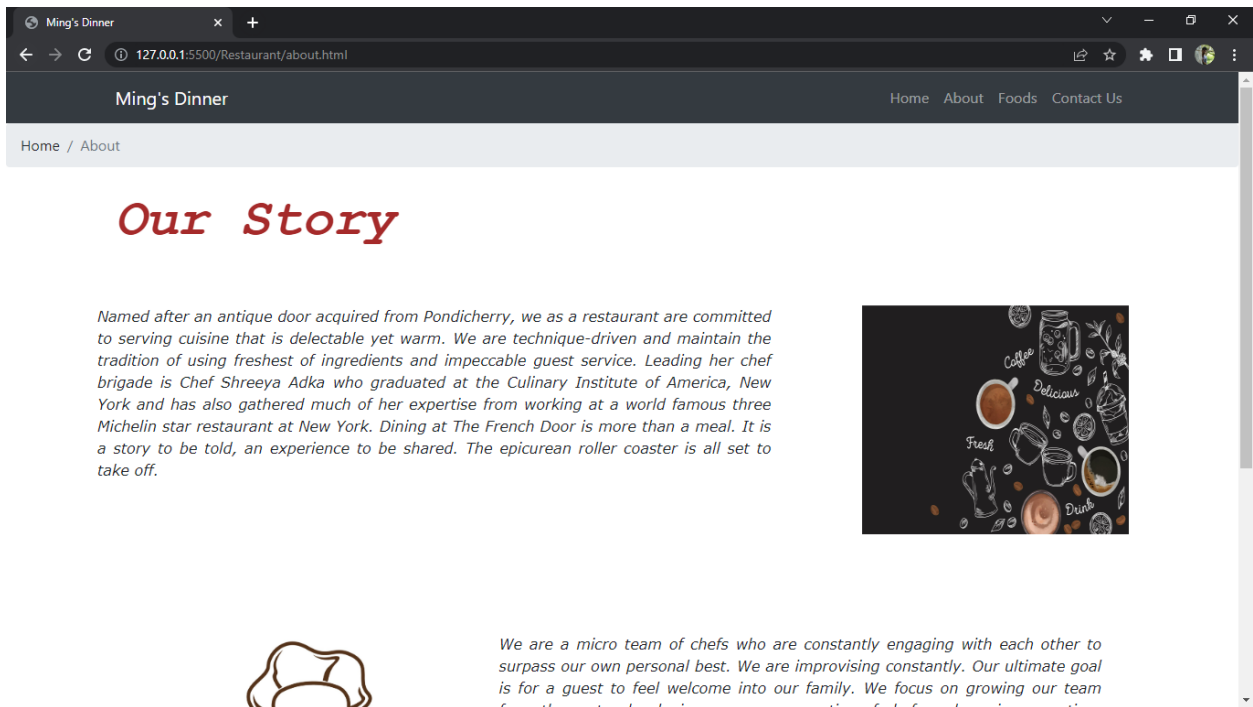 Ming's Dinner
127.0.0.1:5500/Restaurant/about.html
Ming's Dinner
Home About Foods Contact Us
Home / About
Our Story
Named after an antique door acquired from Pondicherry, we as a restaurant are committed
to serving cuisine that is delectable yet warm. We are technique-driven and maintain the
tradition of using freshest of ingredients and impeccable guest service. Leading her chef
brigade is Chef Shreeya Adka who graduated at the Culinary Institute of America, New
York and has also gathered much of her expertise from working at a world famous three
Michelin star restaurant at New York. Dining at The French Door is more than a meal. It is
a story to be told, an experience to be shared. The epicurean roller coaster is all set to
take off.
Coffee
Delicious
Fresh
Drink
We are a micro team of chefs who are constantly engaging with each other to
surpass our own personal best. We are improvising constantly. Our ultimate goal
is for a guest to feel welcome into our family. We focus on growing our team